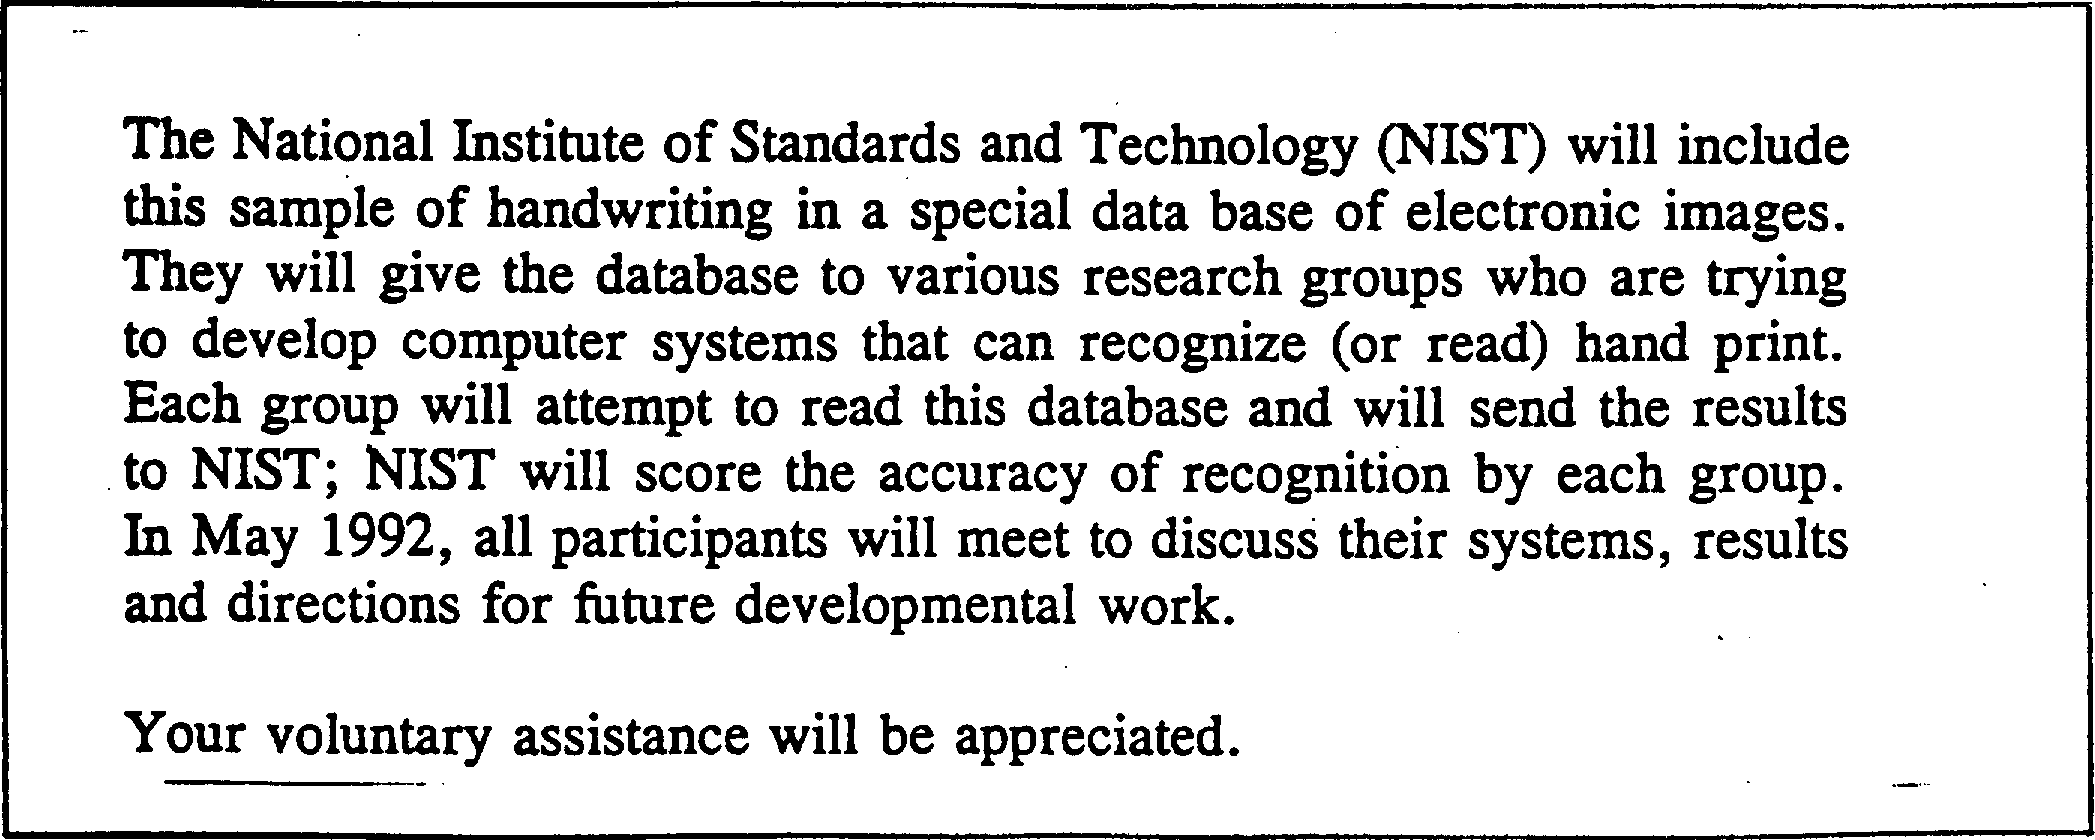 The National Institute of Standards and Technology (NIST) will include
this sample of handwriting in a special data base of electronic images.
They will give the database to various research groups who are trying
to develop computer systems that can recognize (or read) hand print.
Each group will attempt to read this database and will send the results
to NIST; NIST will score the accuracy of recognition by each group.
In May 1992, all participants will meet to discuss their systems, results
and directions for future developmental work.
Your voluntary assistance will be appreciated.